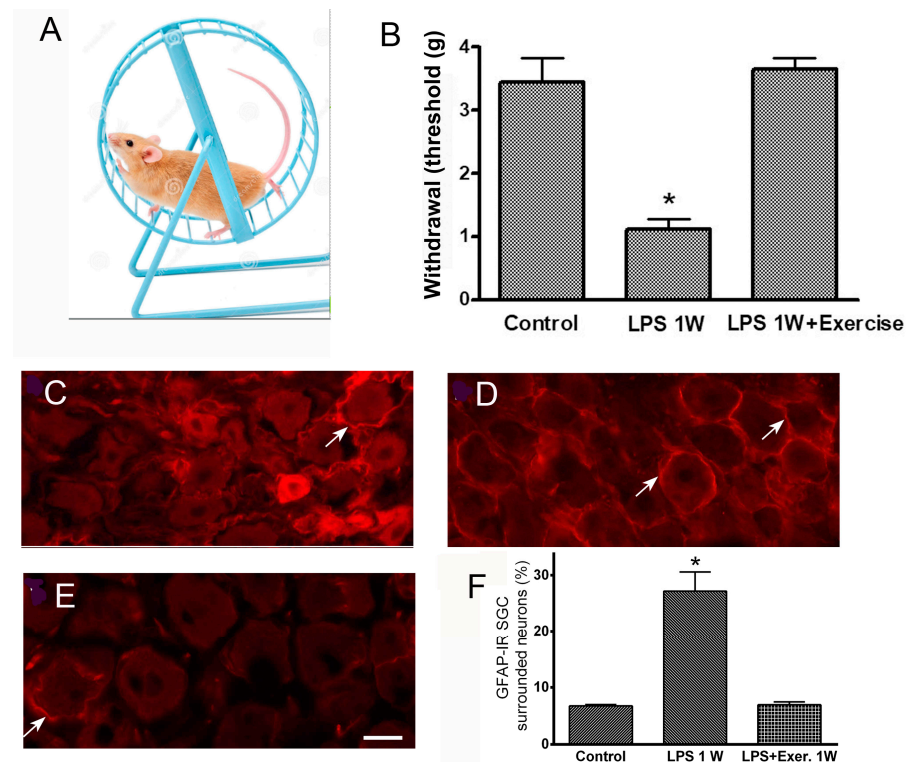 A
B
Withdrawal (threshold (g)
4
3
2
1
0
*
Control
LPS 1W
LPS 1W+Exercise
C
D
E
F
GFAP-IR SGC
surrounded neurons (%)
30
20
10
0
*
Control
LPS 1 W
LPS+Exer. 1W